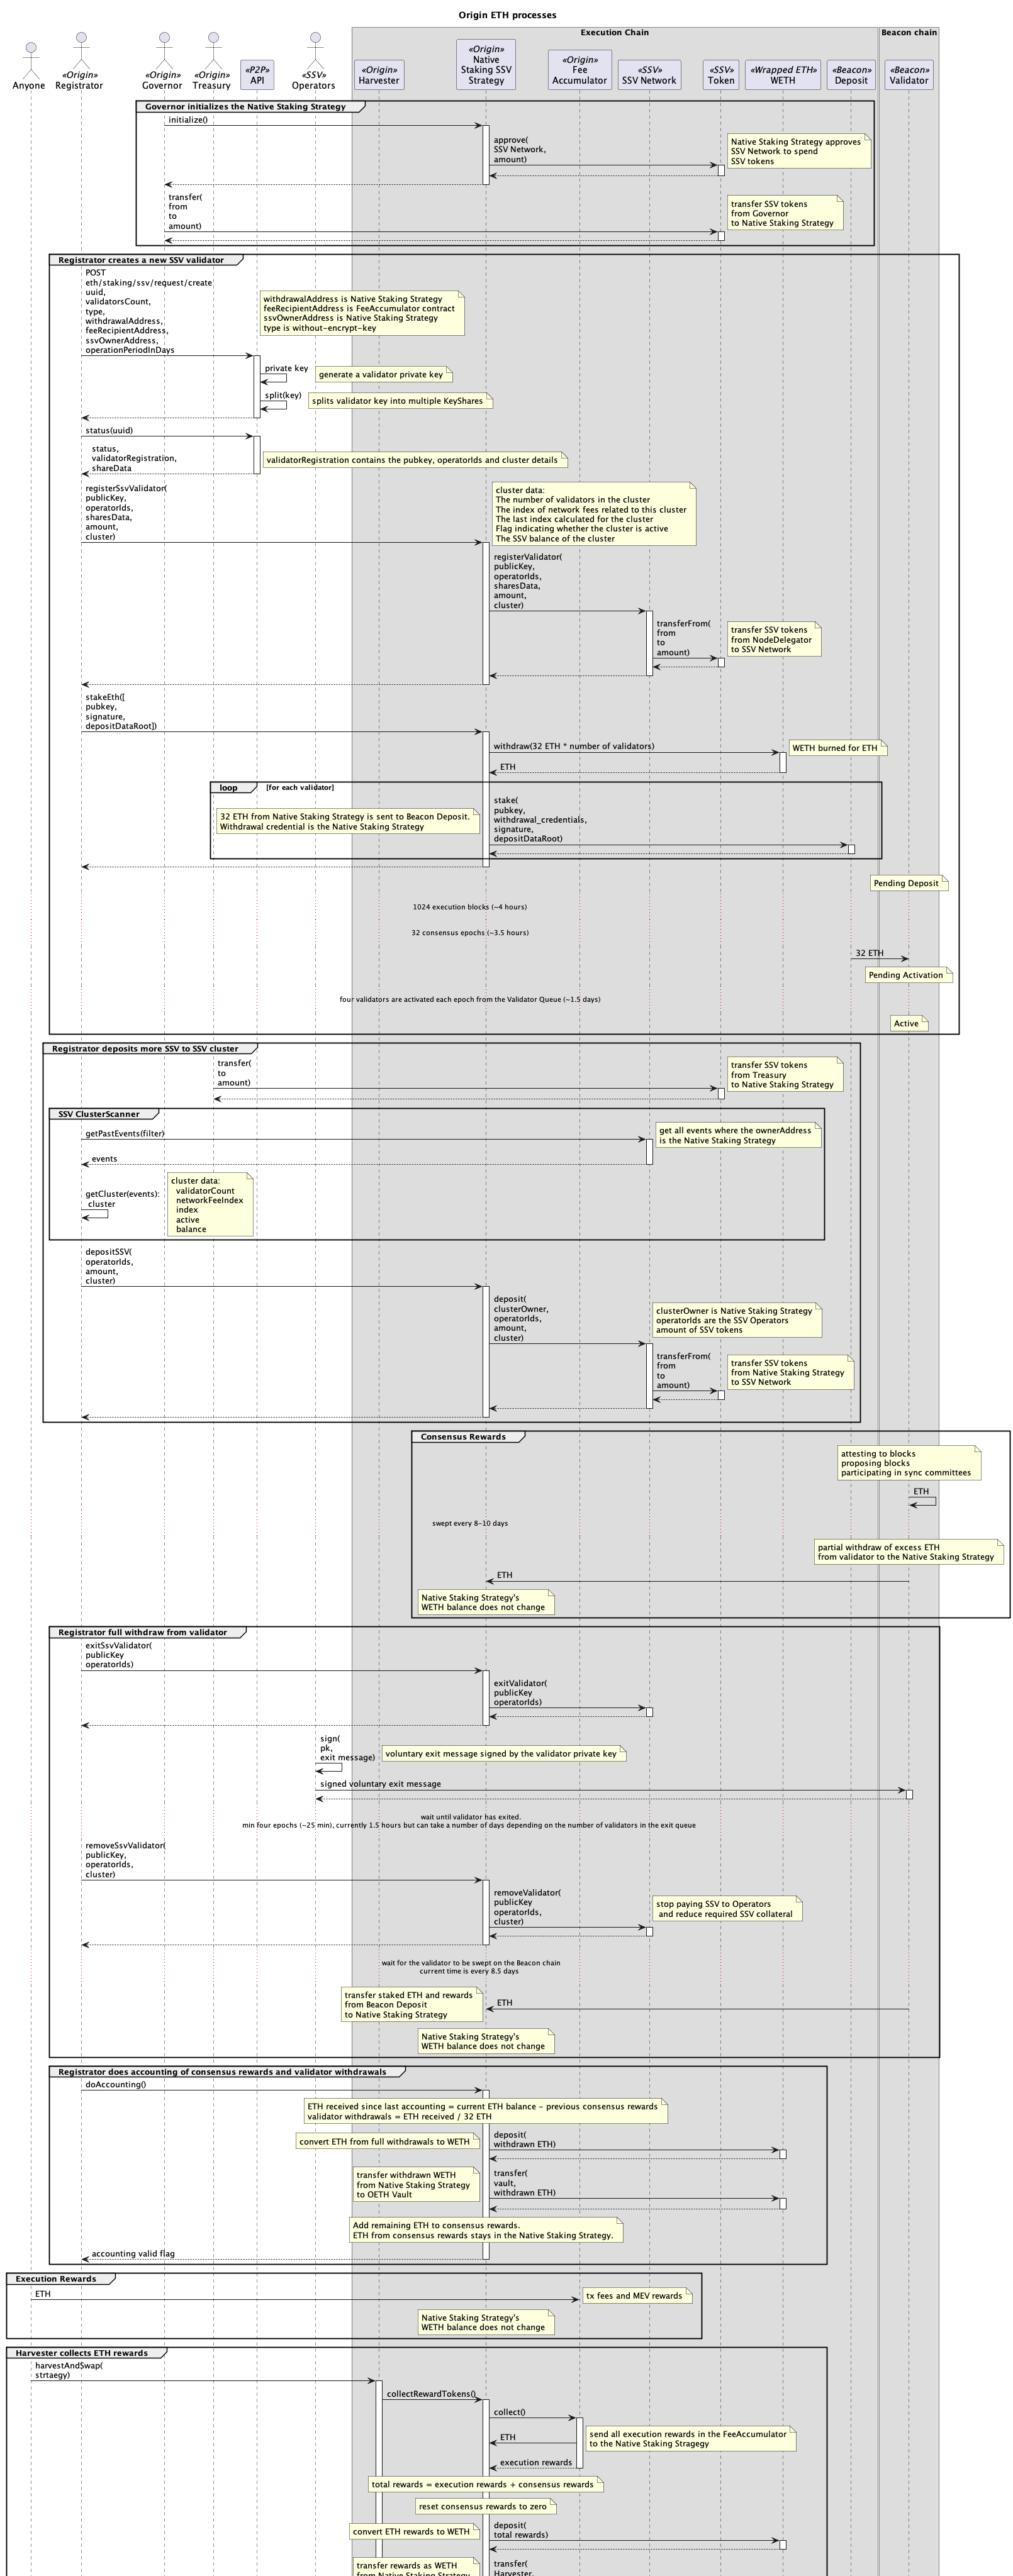 Origin ETH processes
Execution Chain
Beacon chain
Anyone
«Origin»
Registrator
«Origin»
Governor
«Origin»
Treasury
«P2P»
API
«SSV»
Operators
«Origin»
Harvester
«Origin»
Native
Staking SSV
Strategy
«Origin»
Fee
Accumulator
«SSV»
SSV Network
«SSV»
Token
«Wrapped ETH»
WETH
«Beacon»
Deposit
«Beacon»
Validator
Governor initializes the Native Staking Strategy
initialize()
approve(
SSV Network,
amount)
Native Staking Strategy approves
SSV Network to spend
SSV tokens
transfer(
from
to
amount)
transfer SSV tokens
from Governor
to Native Staking Strategy
Registrator creates a new SSV validator
POST
eth/staking/ssv/request/create
uuid,
validatorsCount,
type,
withdrawalAddress,
feeRecipientAddress,
ssvOwnerAddress,
operationPeriodInDays
withdrawalAddress is Native Staking Strategy
feeRecipientAddress is FeeAccumulator contract
ssvOwnerAddress is Native Staking Strategy
type is without-encrypt-key
private key
generate a validator private key
split(key)
splits validator key into multiple KeyShares
status(uuid)
status,
validatorRegistration,
shareData
validatorRegistration contains the pubkey, operatorIds and cluster details
registerSsvValidator(
publicKey,
operatorIds,
sharesData,
amount,
cluster)
cluster data:
The number of validators in the cluster
The index of network fees related to this cluster
The last index calculated for the cluster
Flag indicating whether the cluster is active
The SSV balance of the cluster
registerValidator(
publicKey,
operatorIds,
sharesData,
amount,
cluster)
transferFrom(
from
to
amount)
transfer SSV tokens
from NodeDelegator
to SSV Network
stakeEth([
pubkey,
signature,
depositDataRoot])
withdraw(32 ETH * number of validators)
WETH burned for ETH
ETH
loop
[for each validator]
32 ETH from Native Staking Strategy is sent to Beacon Deposit.
Withdrawal credential is the Native Staking Strategy
stake(
pubkey,
withdrawal_credentials,
signature,
depositDataRoot)
Pending Deposit
1024 execution blocks (~4 hours)
32 consensus epochs (~3.5 hours)
32 ETH
Pending Activation
four validators are activated each epoch from the Validator Queue (~1.5 days)
Active
Registrator deposits more SSV to SSV cluster
transfer(
to
amount)
transfer SSV tokens
from Treasury
to Native Staking Strategy
SSV ClusterScanner
getPastEvents(filter)
get all events where the ownerAddress
is the Native Staking Strategy
events
getCluster(events):
cluster
cluster data:
validatorCount
networkFeeIndex
index
active
balance
depositSSV(
operatorIds,
amount,
cluster)
deposit(
clusterOwner,
operatorIds,
amount,
cluster)
clusterOwner is Native Staking Strategy
operatorIds are the SSV Operators
amount of SSV tokens
transferFrom(
from
to
amount)
transfer SSV tokens
from Native Staking Strategy
to SSV Network
Consensus Rewards
attesting to blocks
proposing blocks
participating in sync committees
ETH
swept every 8-10 days
partial withdraw of excess ETH
from validator to the Native Staking Strategy
ETH
Native Staking Strategy's
WETH balance does not change
Registrator full withdraw from validator
exitSsvValidator(
publicKey
operatorIds)
exitValidator(
publicKey
operatorIds)
sign(
pk,
exit message)
voluntary exit message signed by the validator private key
signed voluntary exit message
wait until validator has exited.
min four epochs (~25 min), currently 1.5 hours but can take a number of days depending on the number of validators in the exit queue
removeSsvValidator(
publicKey,
operatorIds,
cluster)
removeValidator(
publicKey
operatorIds,
cluster)
stop paying SSV to Operators
and reduce required SSV collateral
wait for the validator to be swept on the Beacon chain
current time is every 8.5 days
transfer staked ETH and rewards
from Beacon Deposit
to Native Staking Strategy
ETH
Native Staking Strategy's
WETH balance does not change
Registrator does accounting of consensus rewards and validator withdrawals
doAccounting()
ETH received since last accounting = current ETH balance - previous consensus rewards
validator withdrawals = ETH received / 32 ETH
convert ETH from full withdrawals to WETH
deposit(
withdrawn ETH)
transfer withdrawn WETH
from Native Staking Strategy
to OETH Vault
transfer(
vault,
withdrawn ETH)
Add remaining ETH to consensus rewards.
ETH from consensus rewards stays in the Native Staking Strategy.
accounting valid flag
Execution Rewards
ETH
tx fees and MEV rewards
Native Staking Strategy's
WETH balance does not change
Harvester collects ETH rewards
harvestAndSwap(
strtaegy)
collectRewardTokens()
collect()
ETH
send all execution rewards in the FeeAccumulator
to the Native Staking Stragegy
execution rewards
total rewards = execution rewards + consensus rewards
reset consensus rewards to zero
convert ETH rewards to WETH
deposit(
total rewards)
transfer rewards as WETH
from Native Staking Strategy
transfer(
Harvester,